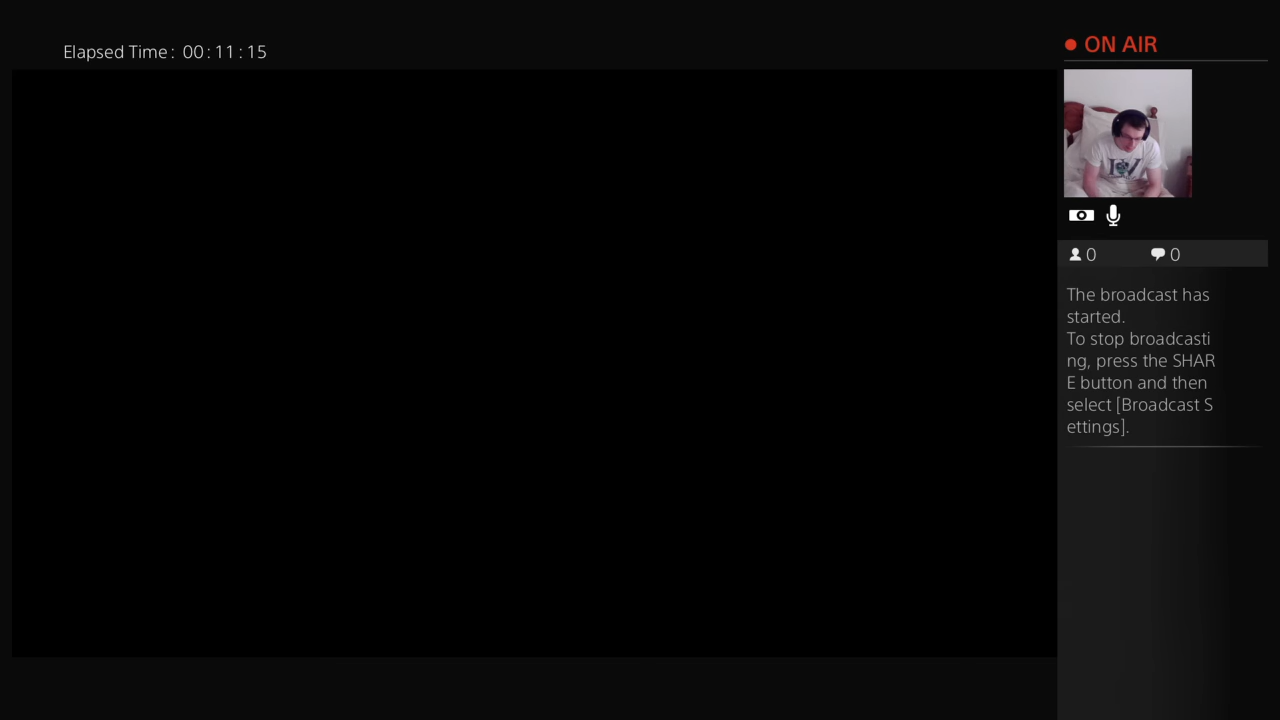 Elapsed Time: 00:11:15
ON AIR
IV
0 0
The broadcast has
started.
To stop broadcasti
ng, press the SHAR
E button and then
select [Broadcast S
ettings].